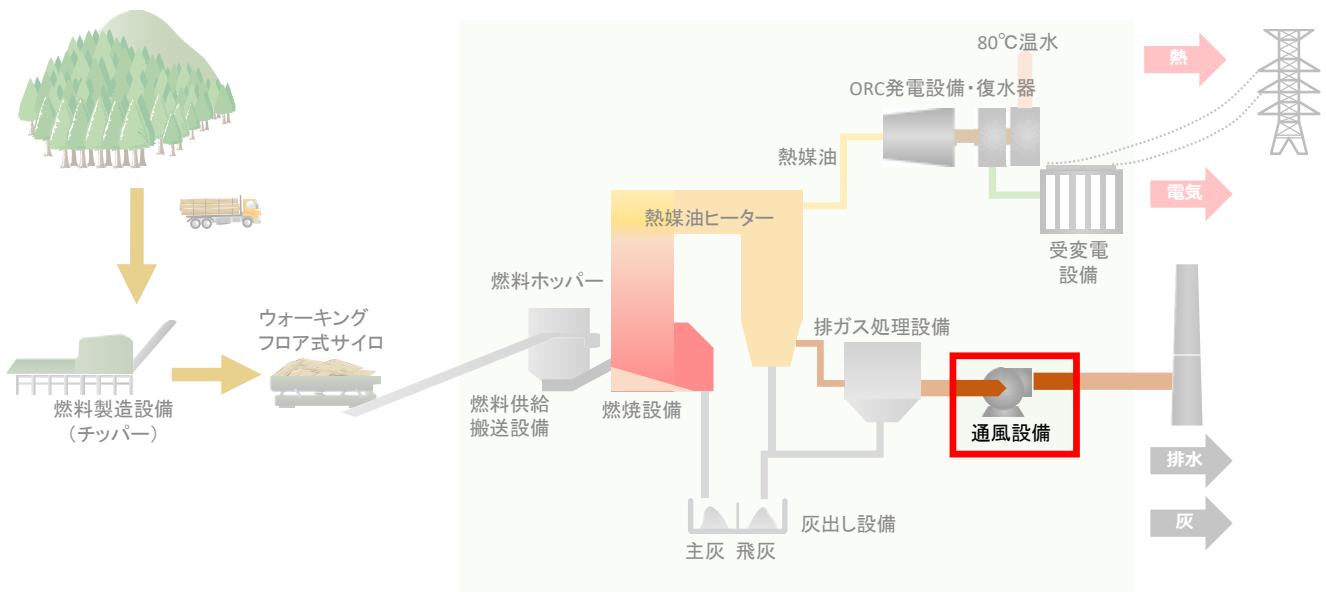 80℃温水
熱
ORC発電設備・復水器
熱媒油
電気
熱媒油ヒーター
受変電
設備
燃料ホッパー
ウォーキング
フロア式サイロ
排ガス処理設備
燃料製造設備
（チッパー）
燃料供給
搬送設備
燃焼設備
通風設備
排水
灰出し設備
灰
主灰
飛灰